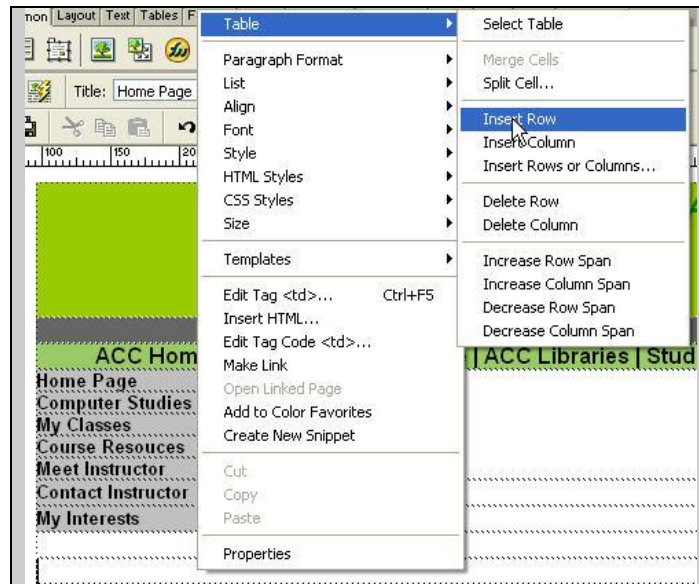 mon Layout Text Tables F
Title: Home Page
100 150 20
Table
Paragraph Format
List
Align
Font
Style
HTML Styles
CSS Styles
Size
Templates
Edit Tag <td>... Ctrl+F5
Insert HTML...
Edit Tag Code <td>...
Make Link
Open Linked Page
Add to Color Favorites
Create New Snippet
Cut
Copy
Paste
Properties
Select Table
Merge Cells
Split Cell...
Insert Row
Insert Column
Insert Rows or Columns...
Delete Row
Delete Column
Increase Row Span
Increase Column Span
Decrease Row Span
Decrease Column Span
ACC Hom | ACC Libraries | Stud
Home Page
Computer Studies
My Classes
Course Resouces
Meet Instructor
Contact Instructor
My Interests